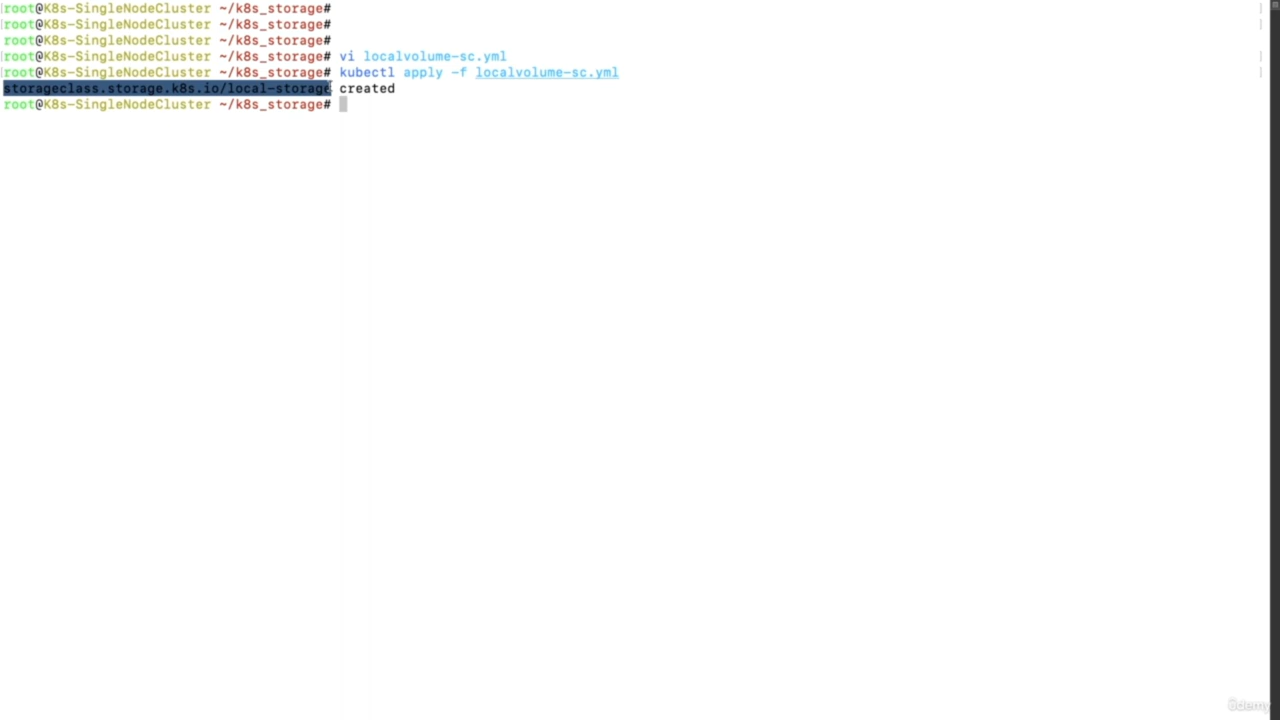 root@K8s-SingleNodeCluster ~/k8s_storage#
root@K8s-SingleNodeCluster ~/k8s_storage#
root@K8s-SingleNodeCluster ~/k8s_storage#
root@K8s-SingleNodeCluster ~/k8s_storage# vi localvolume-sc.yml
root@K8s-SingleNodeCluster ~/k8s_storage# kubectl apply -f localvolume-sc.yml
storageclass.storage.k8s.io/local-storage created
root@K8s-SingleNodeCluster ~/k8s_storage#
ûdemy